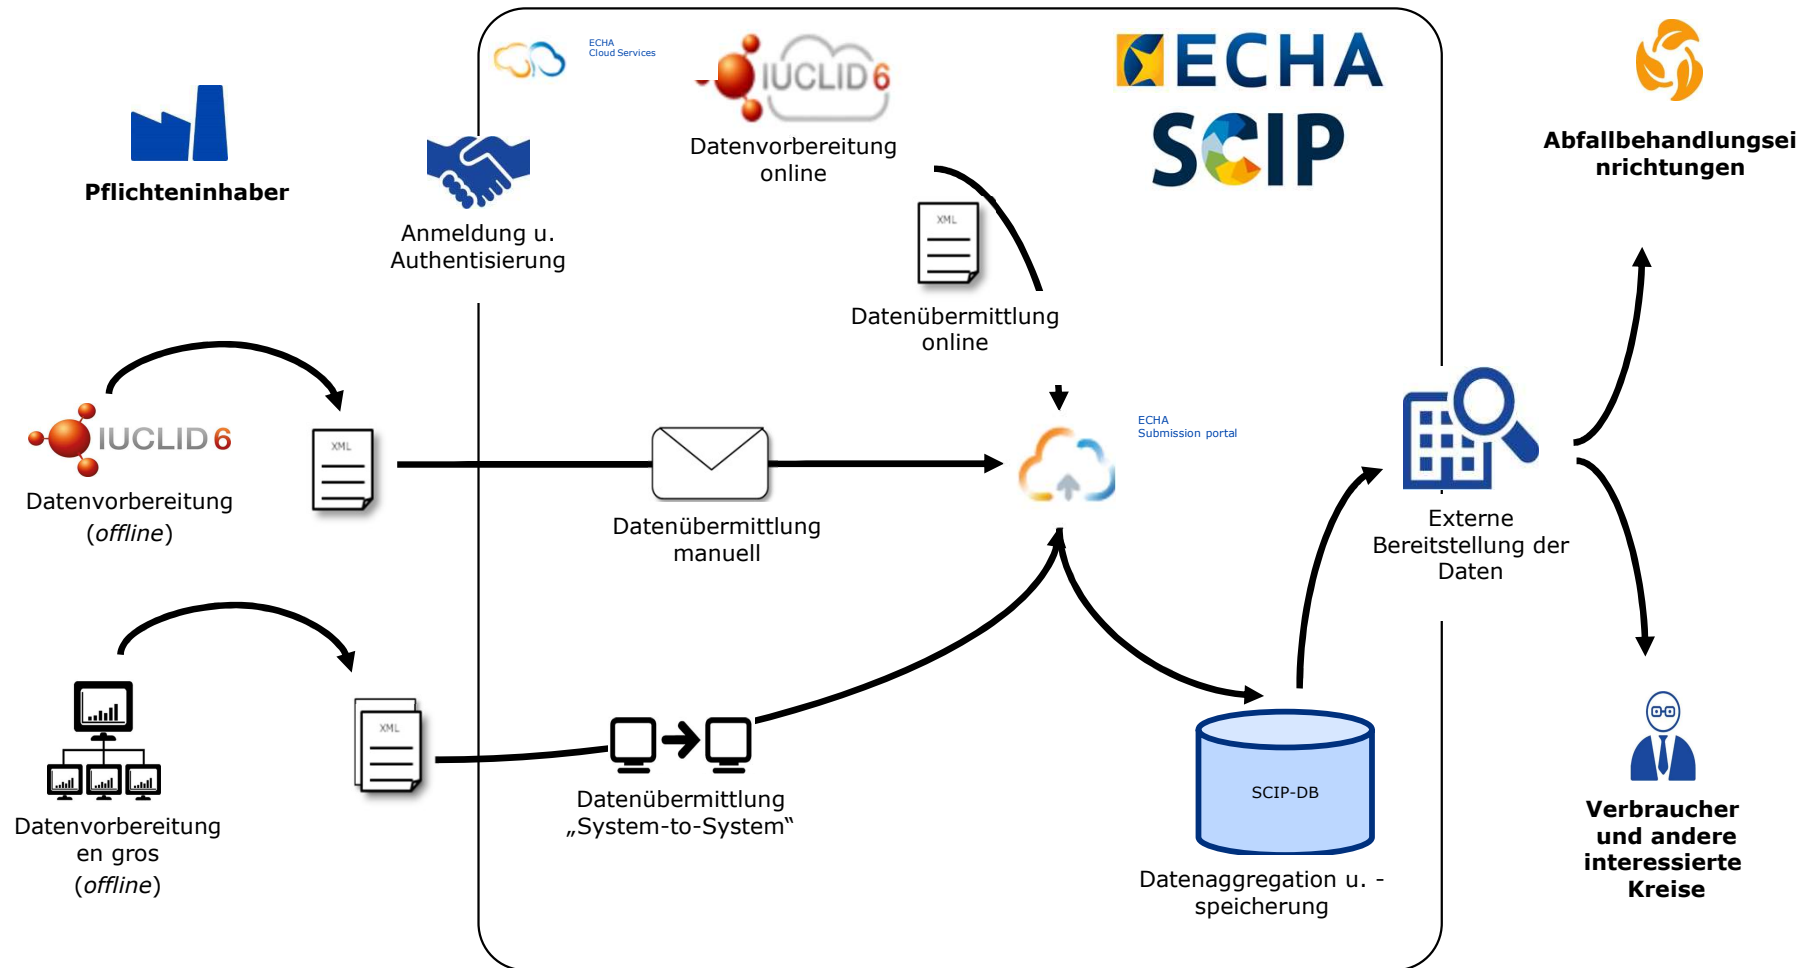 ECHA
Cloud Services
IUCLID 6
Datenvorbereitung
online
ECHA
SCIP
Abfallbehandlungsei
nrichtungen
Pflichteninhaber
Anmeldung u.
Authentisierung
XML
Datenübermittlung
online
IUCLID 6
Datenvorbereitung
(offline)
XML
Datenübermittlung
manuell
ECHA
Submission portal
Externe
Bereitstellung der
Daten
Datenvorbereitung
en gros
(offline)
XML
Datenübermittlung
„System-to-System“
SCIP-DB
Datenaggregation u. -
speicherung
Verbraucher
und andere
interessierte
Kreise